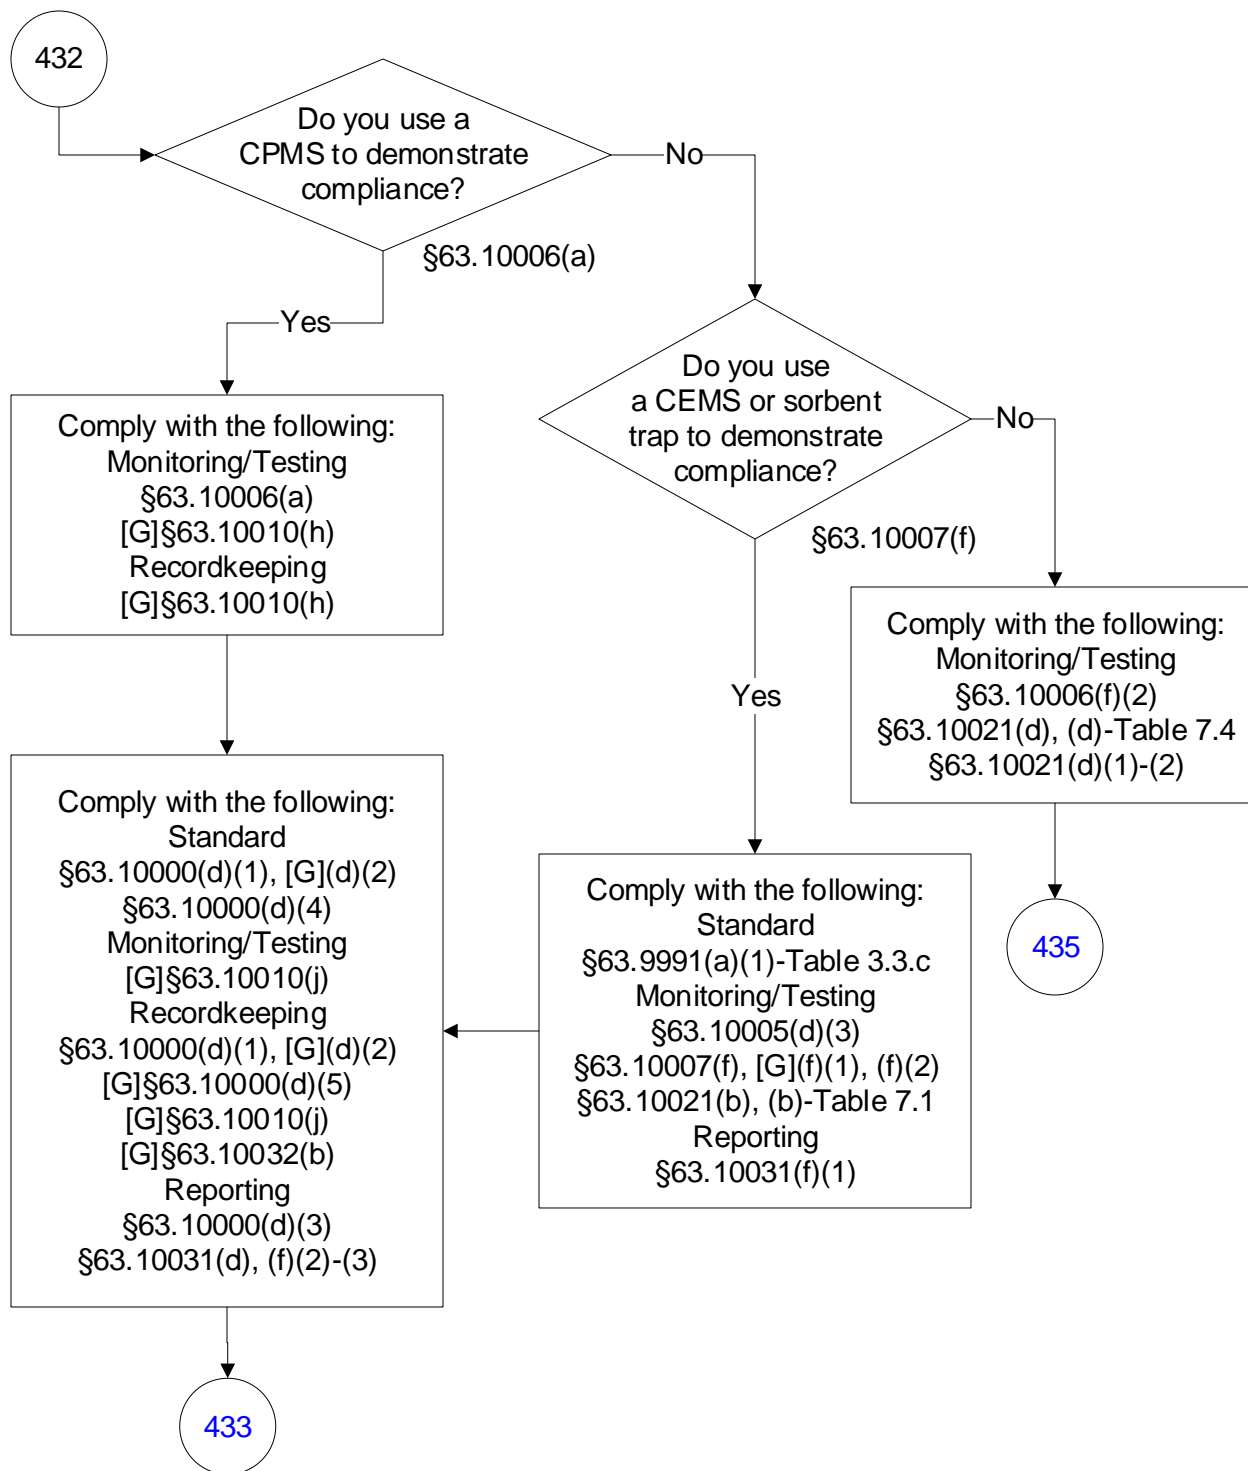 432
Do you use a
CPMS to demonstrate
compliance?
No
§63.10006(a)
Yes
Do you use
a CEMS or sorbent
trap to demonstrate
compliance?
No
§63.10007(f)
Yes
Comply with the following:
Monitoring/Testing
§63.10006(a)
[G]§63.10010(h)
Recordkeeping
[G]§63.10010(h)
Comply with the following:
Monitoring/Testing
§63.10006(f)(2)
§63.10021(d), (d)-Table 7.4
§63.10021(d)(1)-(2)
Comply with the following:
Standard
§63.10000(d)(1), [G](d)(2)
§63.10000(d)(4)
Monitoring/Testing
[G]§63.10010(j)
Recordkeeping
§63.10000(d)(1), [G](d)(2)
[G]§63.10000(d)(5)
[G]§63.10010(j)
[G]§63.10032(b)
Reporting
§63.10000(d)(3)
§63.10031(d), (f)(2)-(3)
Comply with the following:
Standard
§63.9991(a)(1)-Table 3.3.c
Monitoring/Testing
§63.10005(d)(3)
§63.10007(f), [G](f)(1), (f)(2)
§63.10021(b), (b)-Table 7.1
Reporting
§63.10031(f)(1)
435
433